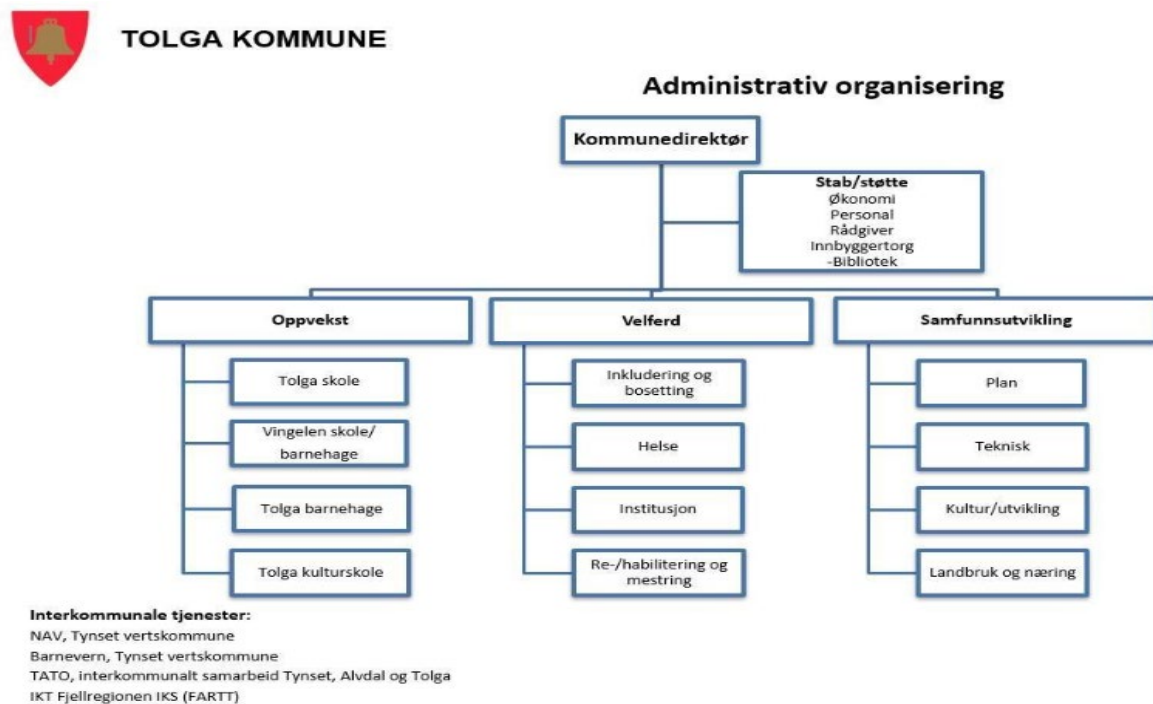 TOLGA KOMMUNE
Administrativ organisering
Kommunedirektør
Stab/støtte
Økonomi
Personal
Rådgiver
Innbyggertorg
-Bibliotek
Oppvekst
Tolga skole
Vingelen skole/
barnehage
Tolga barnehage
Tolga kulturskole
Velferd
Inkludering og
bosetting
Helse
Institusjon
Re-/habilitering og
mestring
Samfunnsutvikling
Plan
Teknisk
Kultur/utvikling
Landbruk og næring
Interkommunale tjenester:
NAV, Tynset vertskommune
Barnevern, Tynset vertskommune
TATO, interkommunalt samarbeid Tynset, Alvdal og Tolga
IKT Fjellregionen IKS (FARTT)